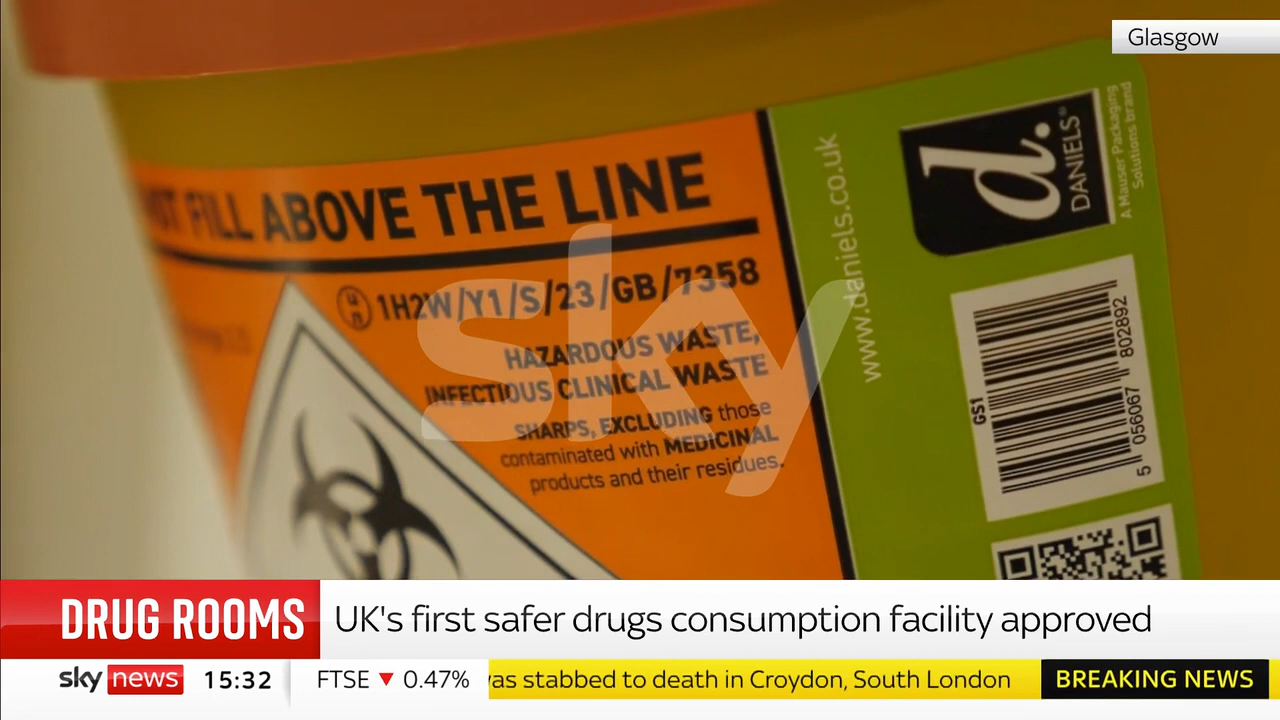 Glasgow
FILL ABOVE THE LINE
1H2W/Y1/S/23/GB/7358
HAZARDOUS WASTE,
INFECTIOUS CLINICAL WASTE
SHARPS, EXCLUDING those
contaminated with MEDICINAL
products and their residues.
www.daniels.co.uk
d.
DANIELS®
A Mauser Packaging
Solutions brand
GS1
5 056067 802892
sky
DRUG ROOMS
UK's first safer drugs consumption facility approved
sky news 15:32 FTSE ▼ 0.47% was stabbed to death in Croydon, South London BREAKING NEWS